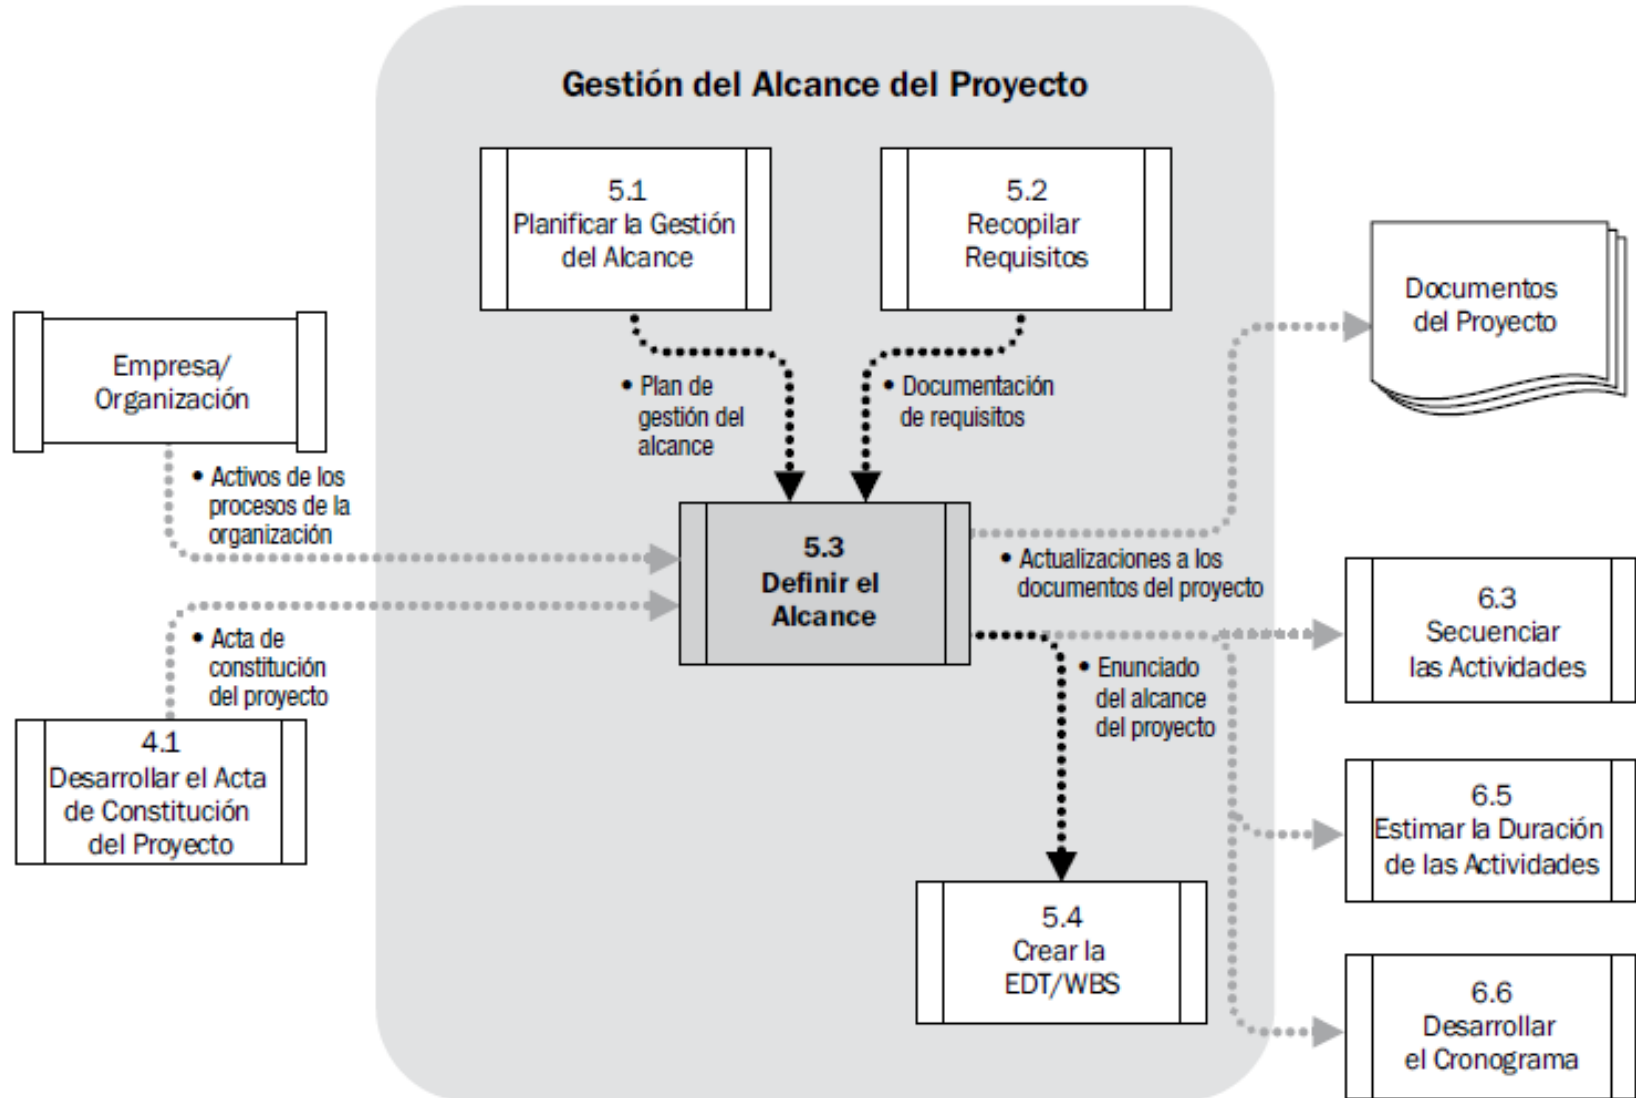 Gestión del Alcance del Proyecto
5.1
Planificar la Gestión
del Alcance
5.2
Recopilar
Requisitos
Documentos
del Proyecto
Empresa/
Organización
• Plan de
gestión del
alcance
• Documentación
de requisitos
• Activos de los
procesos de la
organización
5.3
Definir el
Alcance
• Actualizaciones a los
documentos del proyecto
6.3
Secuenciar
las Actividades
• Acta de
constitución
del proyecto
• Enunciado
del alcance
del proyecto
4.1
Desarrollar el Acta
de Constitución
del Proyecto
6.5
Estimar la Duración
de las Actividades
5.4
Crear la
EDT/WBS
6.6
Desarrollar
el Cronograma